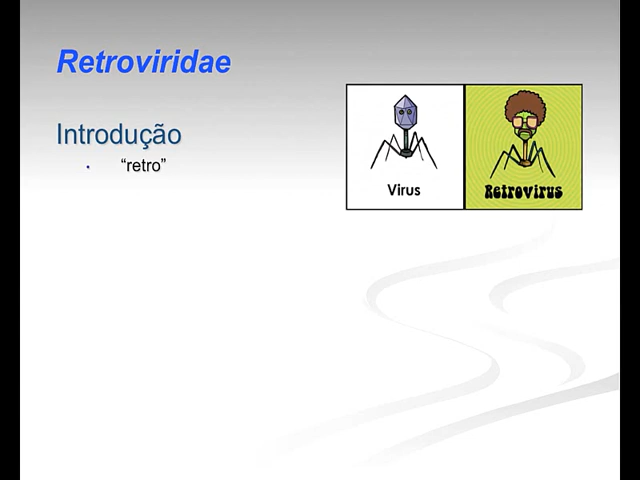 Retroviridae
Introdução
“retro”
Virus
Retrovirus